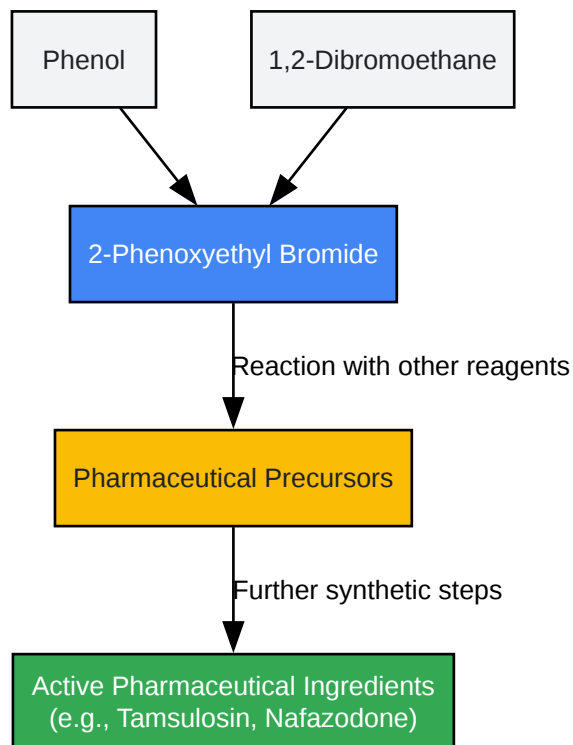 Phenol
1,2-Dibromoethane
2-Phenoxyethyl Bromide
Reaction with other reagents
Pharmaceutical Precursors
Further synthetic steps
Active Pharmaceutical Ingredients
(e.g., Tamsulosin, Nafazodone)